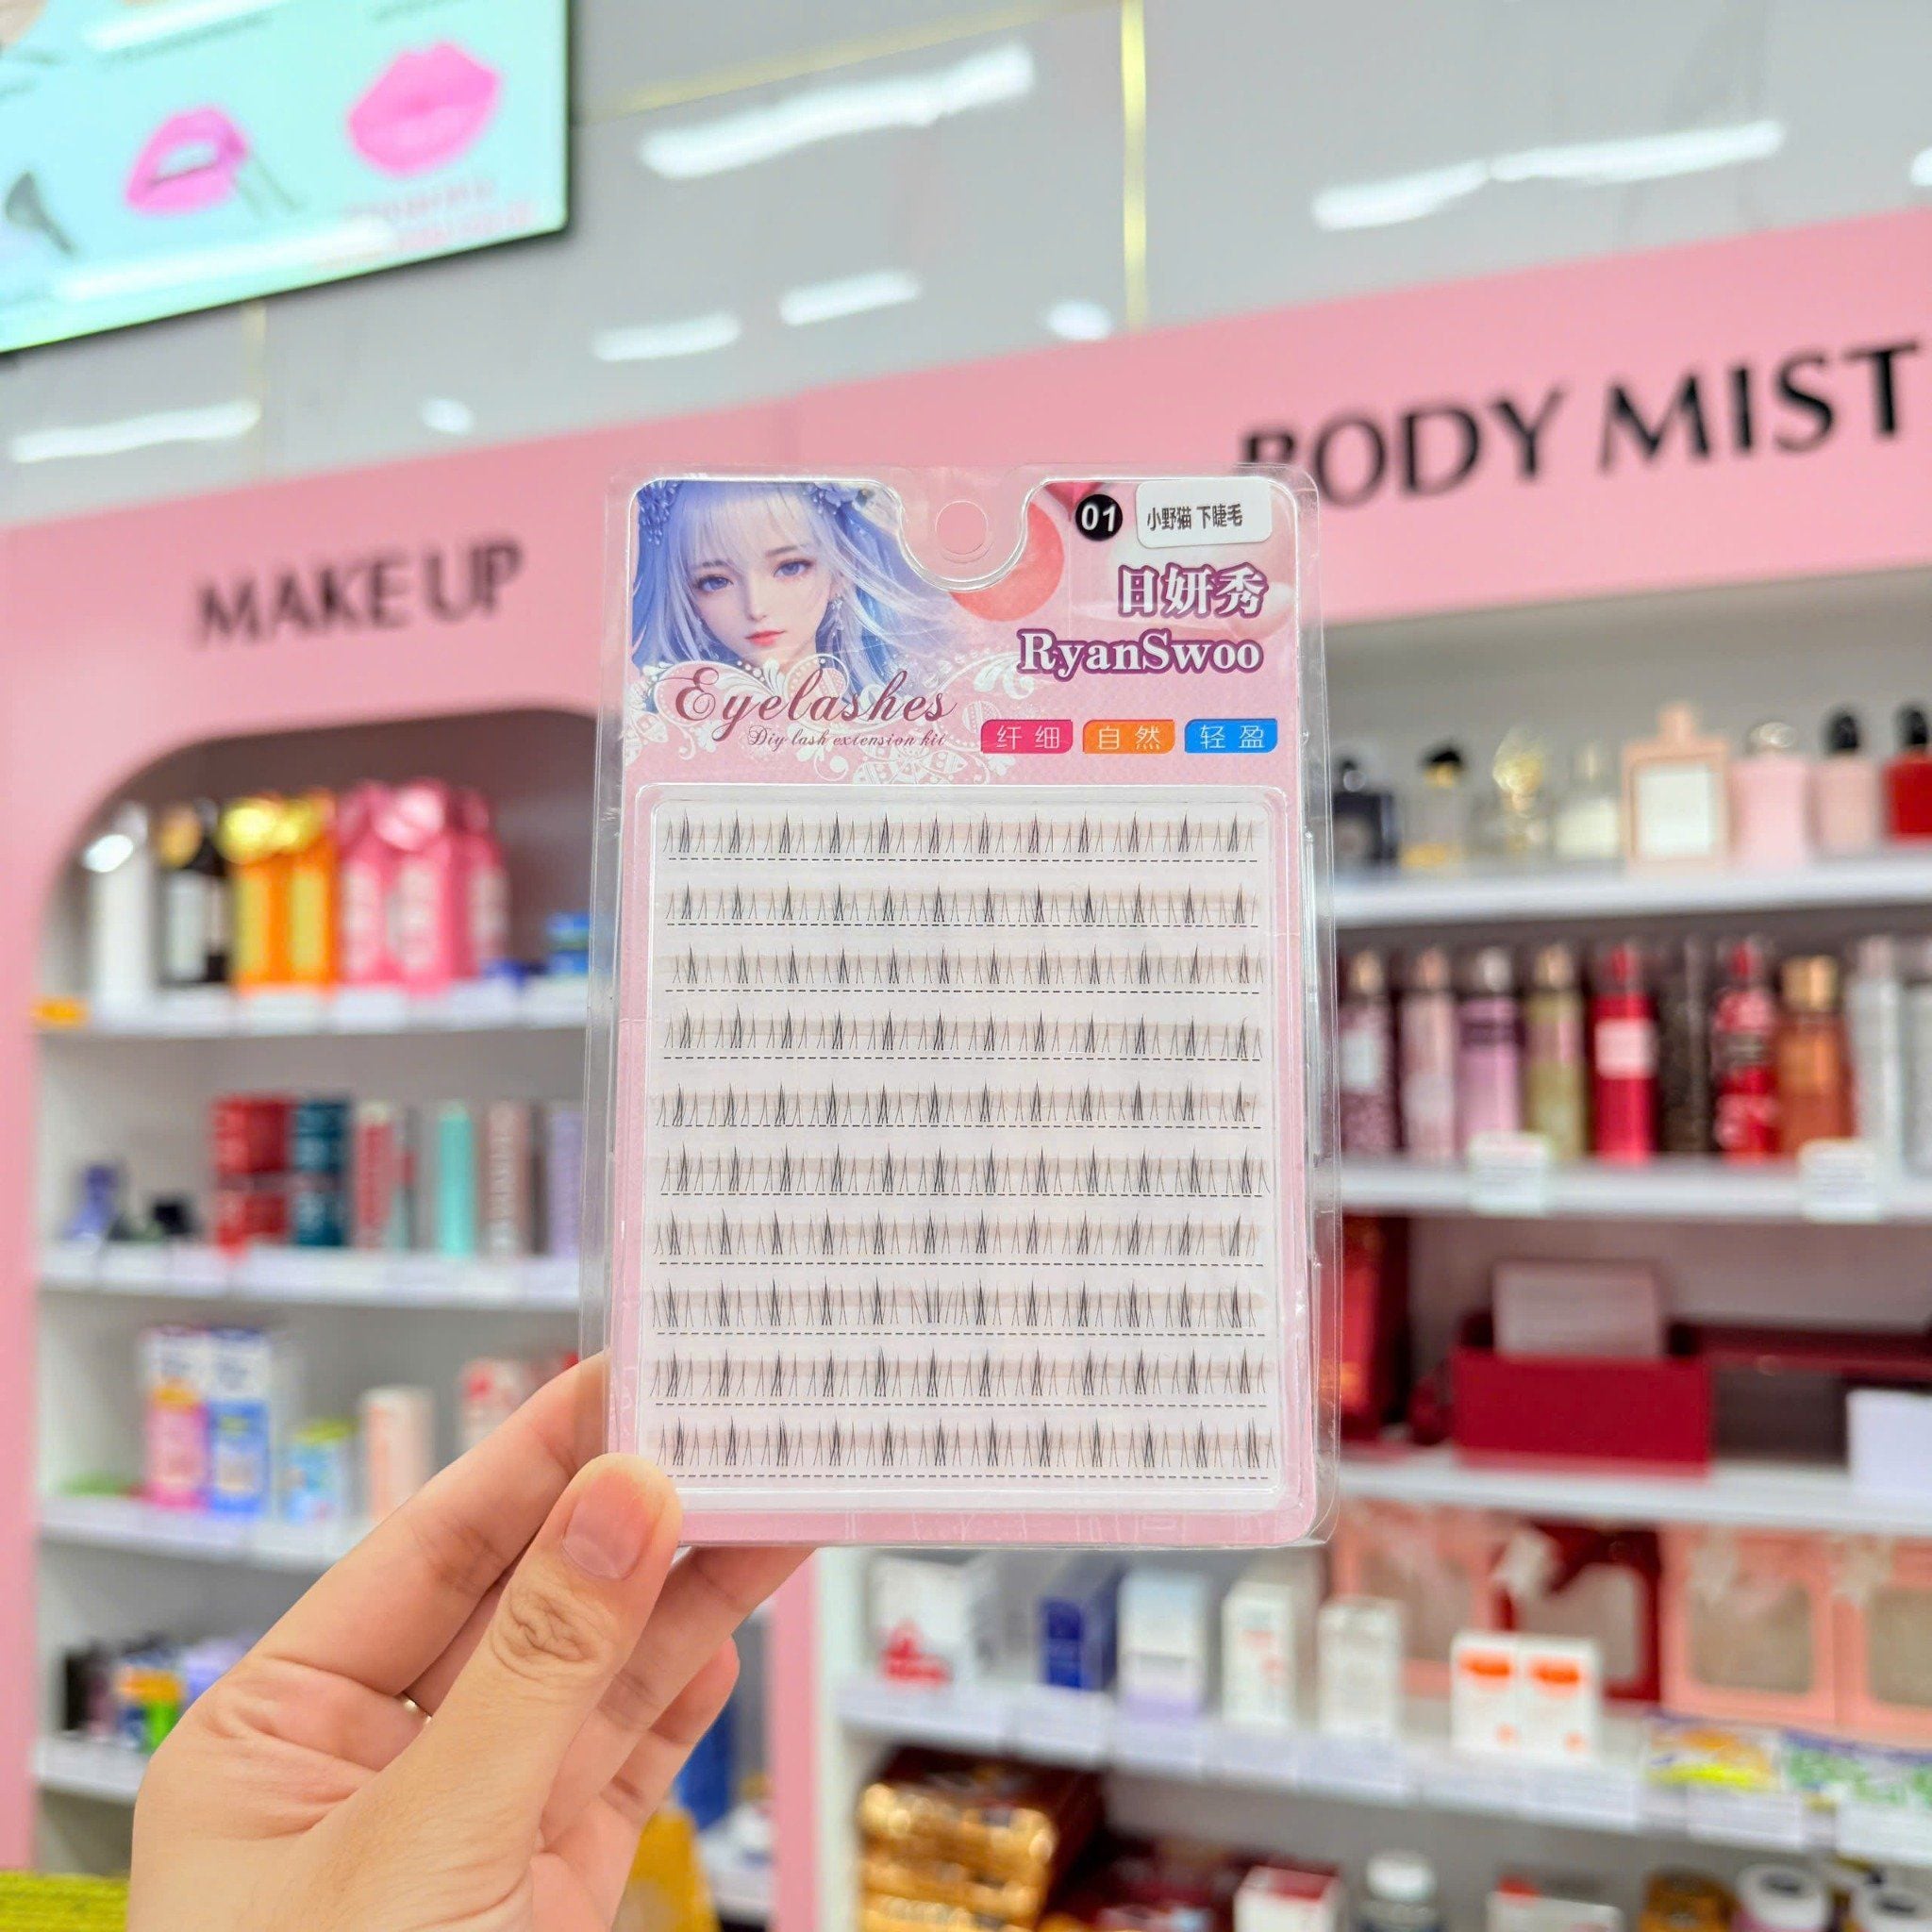 MAKE UP
BODY MIST
01
小野猫 下睫毛
日妍秀
RyanSwoo
Eyelashes
Diy lash extension kit
纤细 自然 轻盈